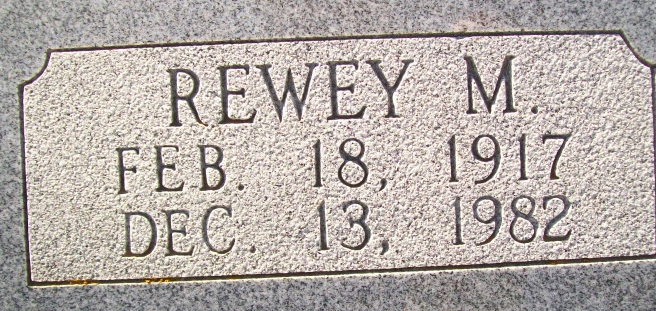 REWEY M.
FEB. 18, 1917
DEC. 13, 1982